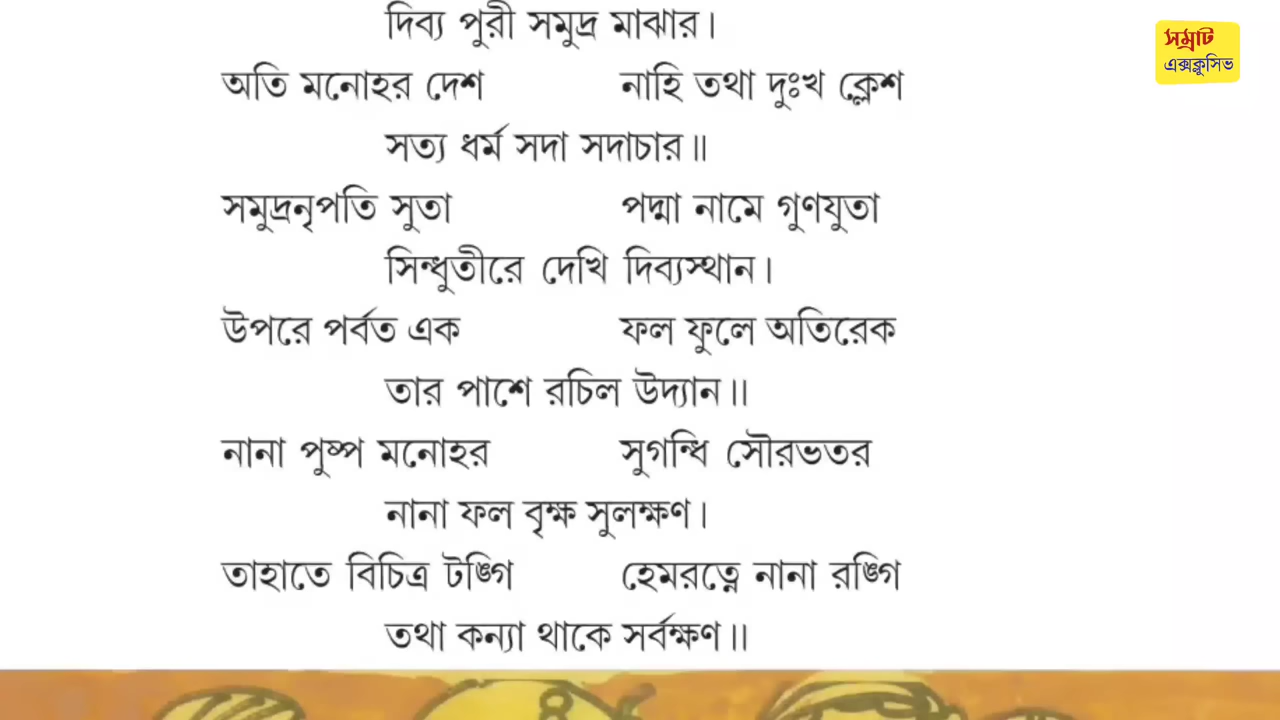 দিব্য পুরী সমুদ্র মাঝার।
অতি মনোহর দেশ নাহি তথা দুঃখ ক্লেশ
সত্য ধর্ম সদা সদাচার॥
সমুদ্রনৃপতি সুতা পদ্মা নামে গুণযুতা
সিন্ধুতীরে দেখি দিব্যস্থান।
উপরে পর্বত এক ফল ফুলে অতিরেক
তার পাশে রচিল উদ্যান॥
নানা পুষ্প মনোহর সুগন্ধি সৌরভতর
নানা ফল বৃক্ষ সুলক্ষণ।
তাহাতে বিচিত্র টঙ্গি হেমরত্নে নানা রঙ্গি
তথা কন্যা থাকে সর্বক্ষণ॥
সম্রাট
এক্সক্লুসিভ